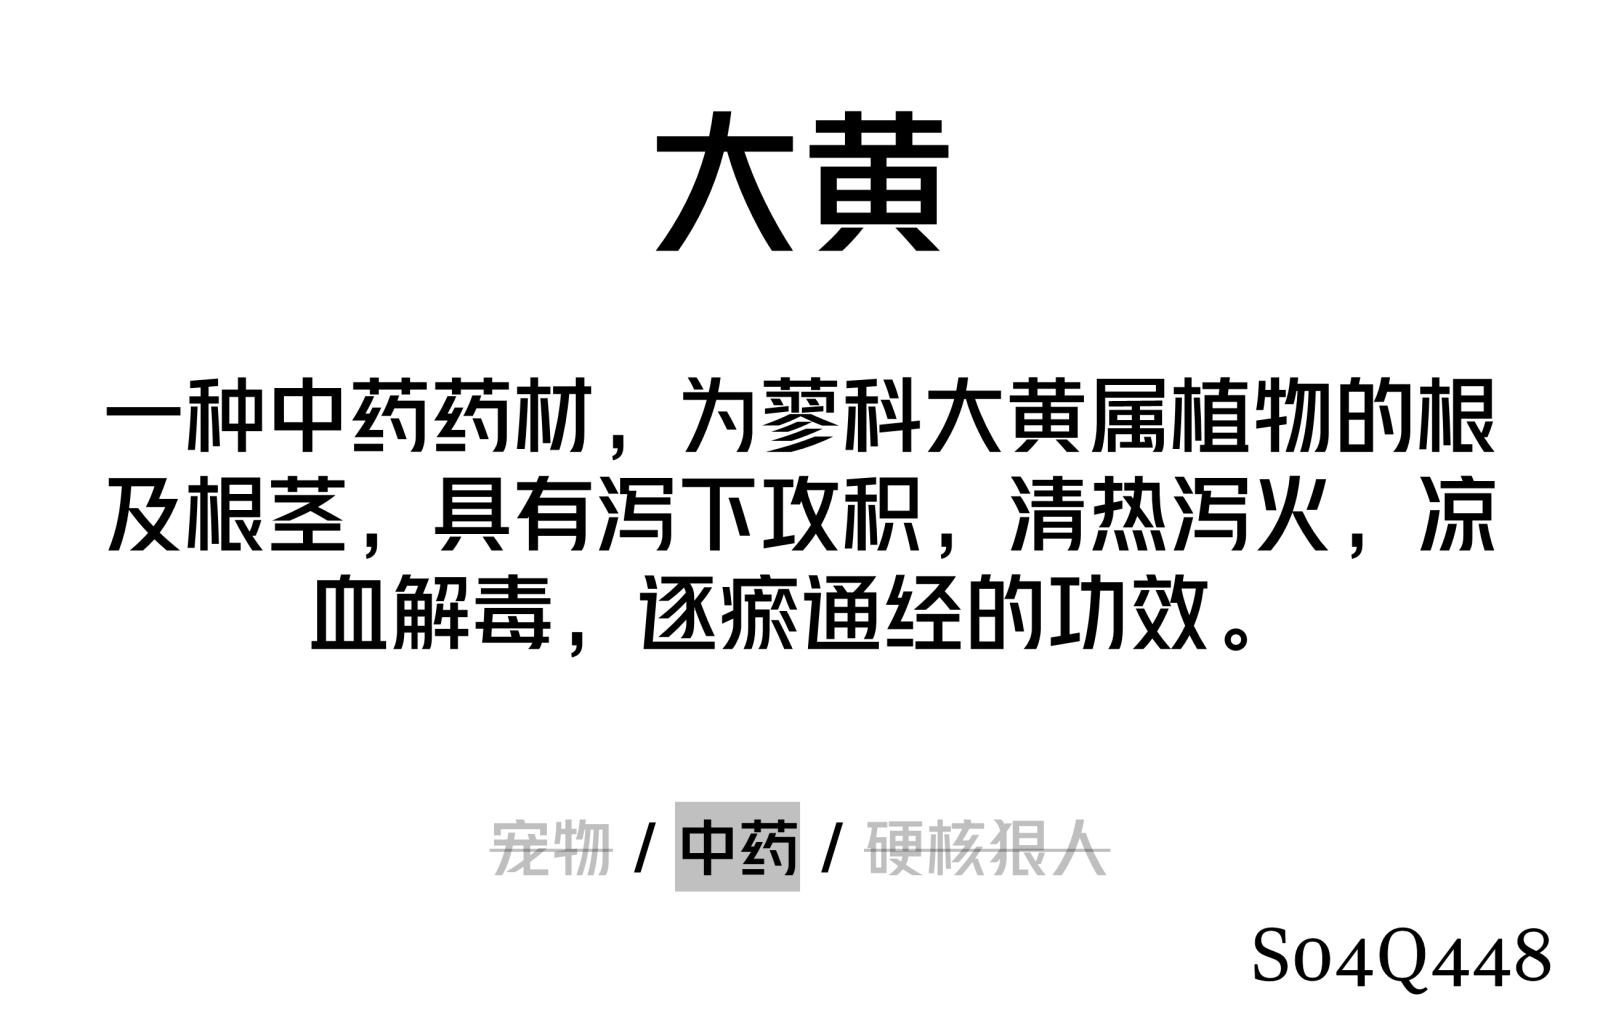 大黄
一种中药药材，为蓼科大黄属植物的根
及根茎，具有泻下攻积，清热泻火，凉
血解毒，逐瘀通经的功效。
宠物 / 中药 / 硬核狠人
S04Q448